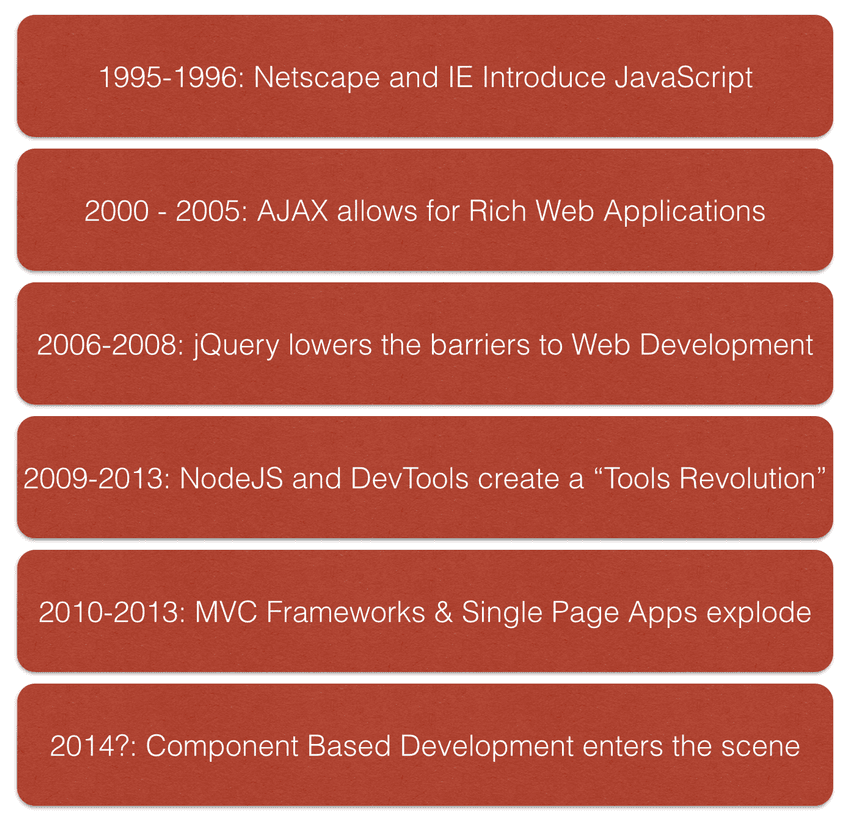 1995-1996: Netscape and IE Introduce JavaScript
2000 - 2005: AJAX allows for Rich Web Applications
2006-2008: jQuery lowers the barriers to Web Development
2009-2013: NodeJS and DevTools create a “Tools Revolution”
2010-2013: MVC Frameworks & Single Page Apps explode
2014?: Component Based Development enters the scene